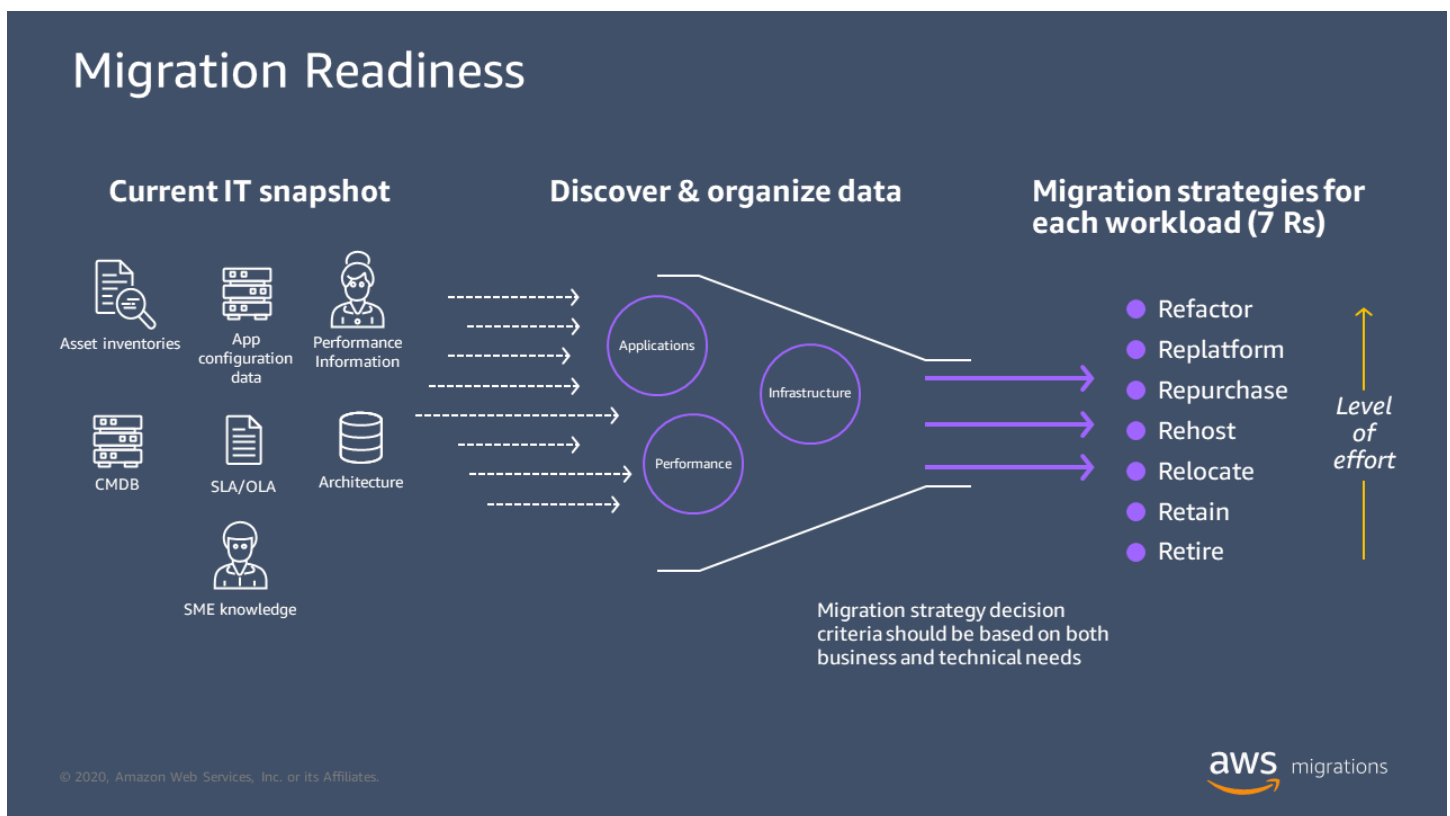 Migration Readiness
Current IT snapshot
Asset inventories
App
configuration
data
Performance
Information
CMDB
SLA/OLA
Architecture
SME knowledge
Discover & organize data
Applications
Infrastructure
Performance
Migration strategies for
each workload (7 Rs)
Refactor
Replatform
Repurchase
Rehost
Relocate
Retain
Retire
Level
of
effort
Migration strategy decision
criteria should be based on both
business and technical needs
© 2020, Amazon Web Services, Inc. or its Affiliates.
aws migrations